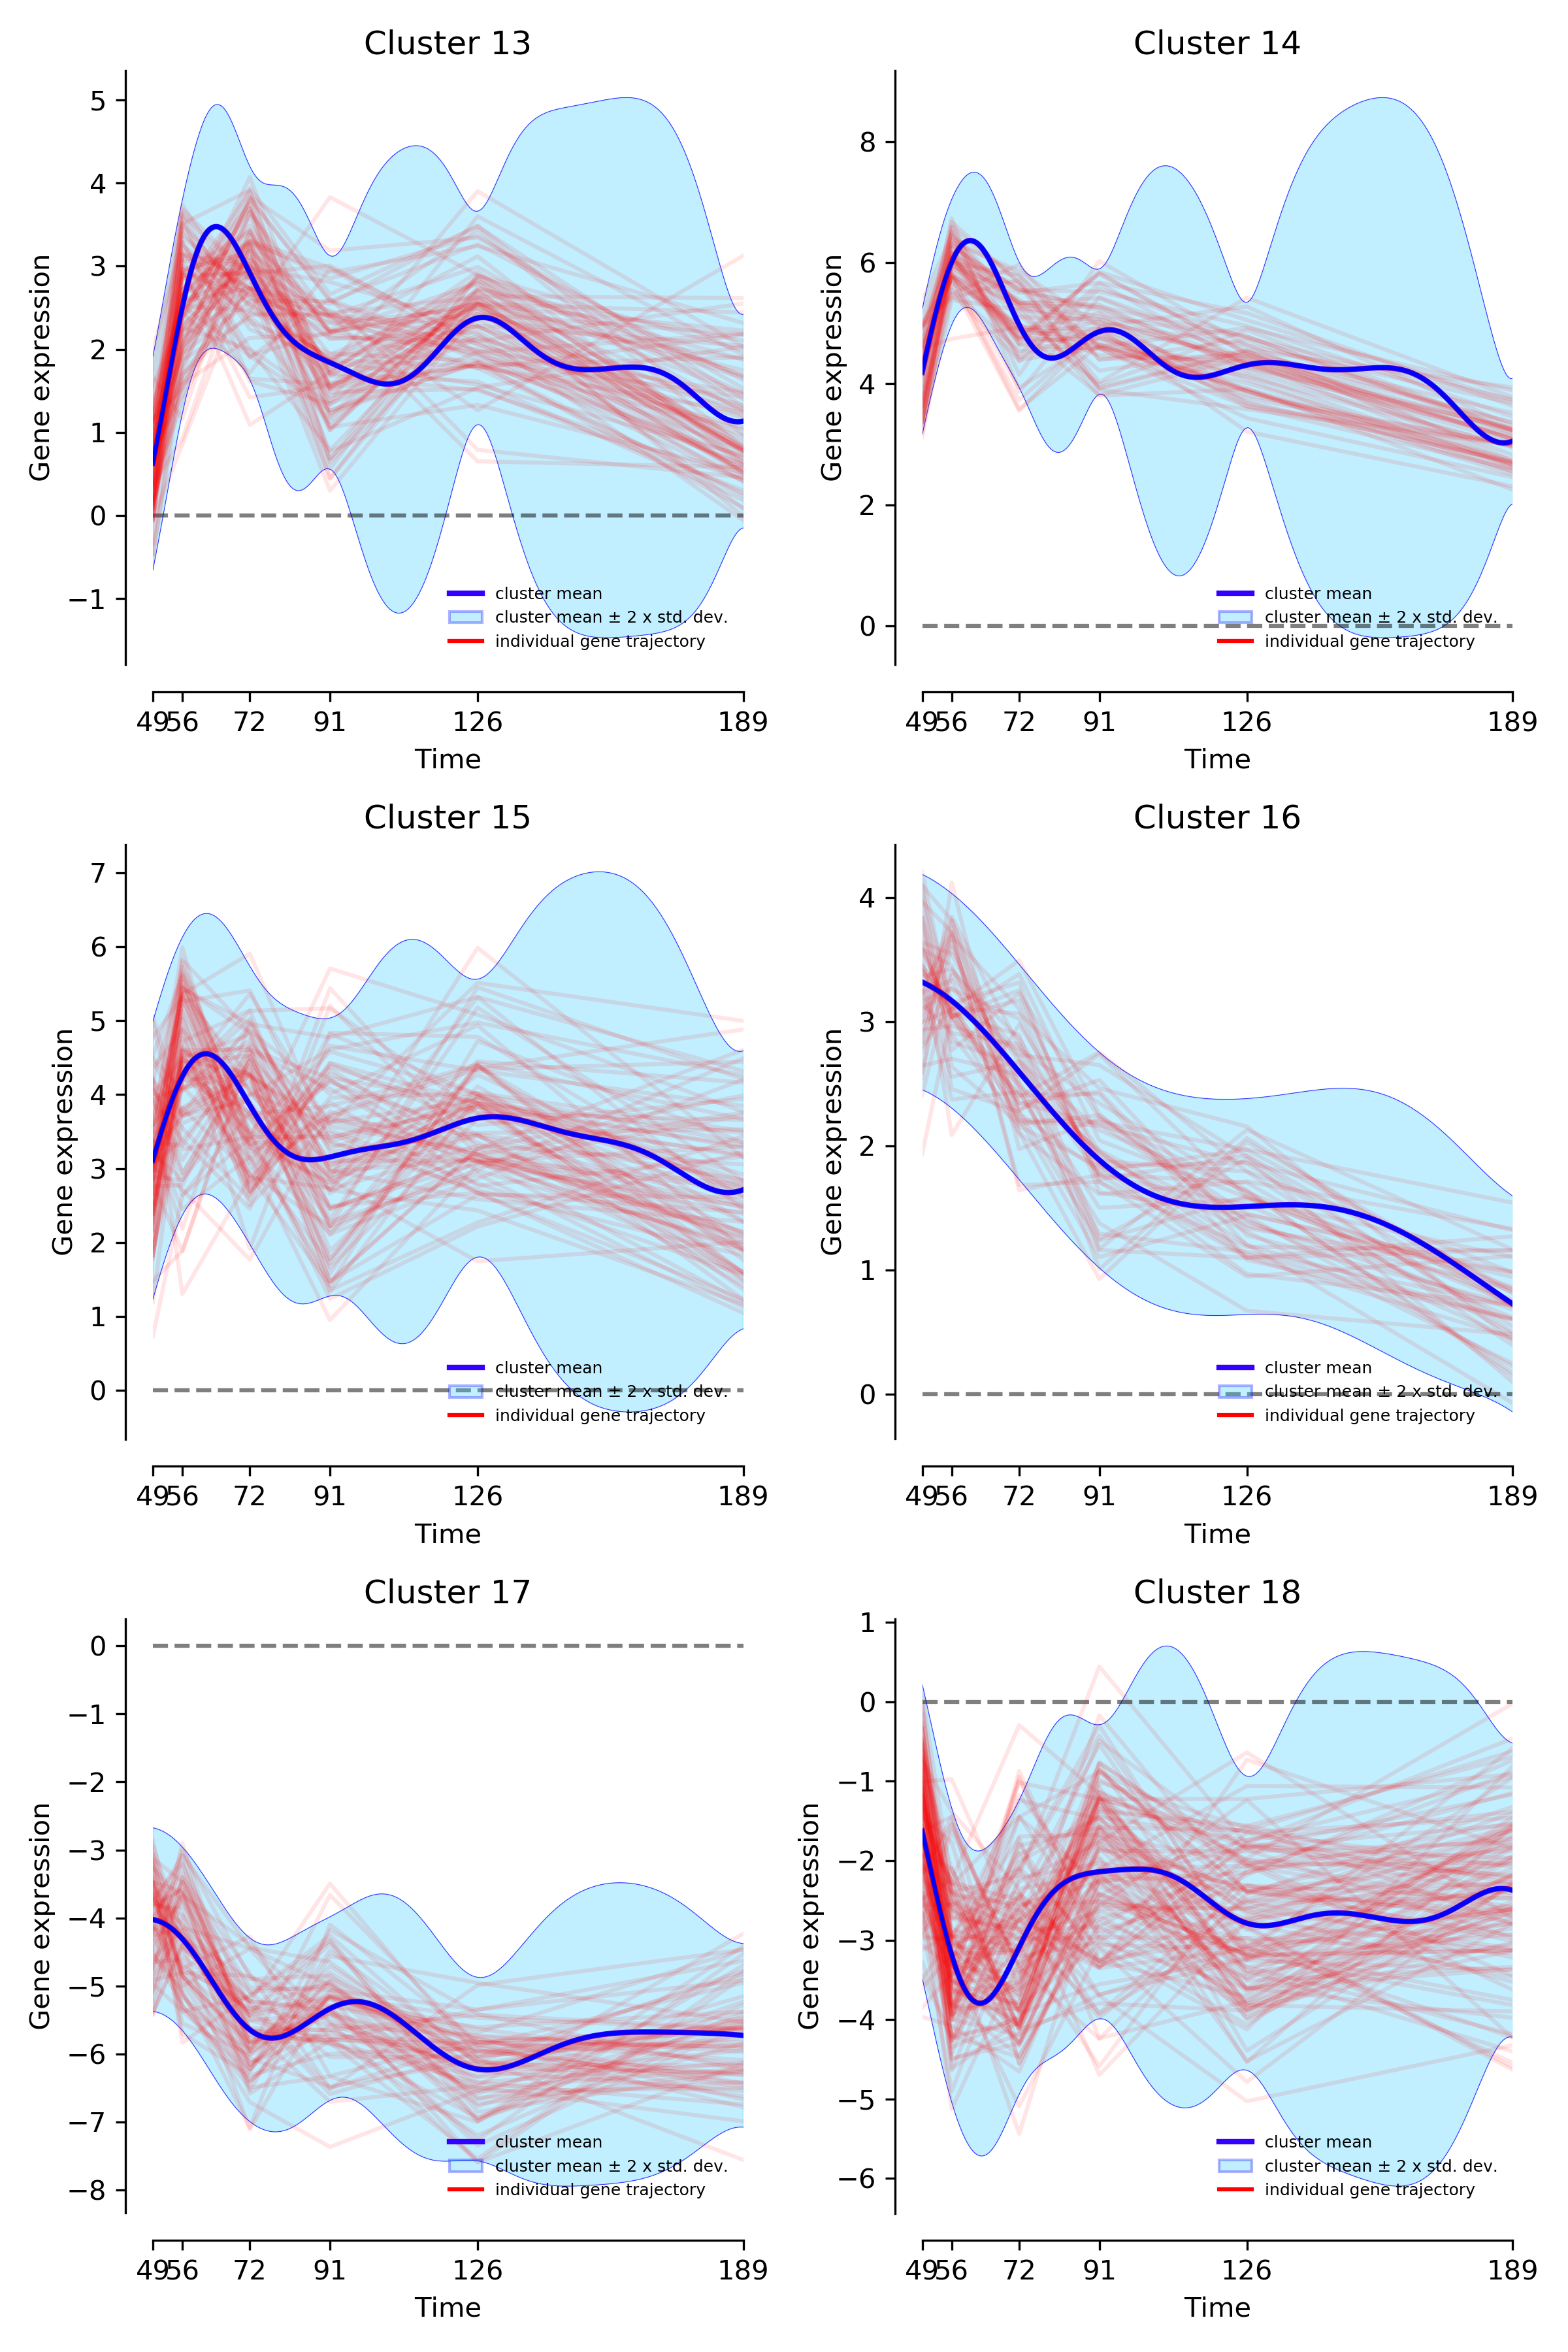 Cluster 13
Gene expression
5
4
3
2
1
0
−1
cluster mean
cluster mean ± 2 x std. dev.
individual gene trajectory
49 56 72 91 126 189
Time
Cluster 14
Gene expression
8
6
4
2
0
cluster mean
cluster mean ± 2 x std. dev.
individual gene trajectory
49 56 72 91 126 189
Time
Cluster 15
Gene expression
7
6
5
4
3
2
1
0
cluster mean
cluster mean ± 2 x std. dev.
individual gene trajectory
49 56 72 91 126 189
Time
Cluster 16
Gene expression
4
3
2
1
0
cluster mean
cluster mean ± 2 x std. dev.
individual gene trajectory
49 56 72 91 126 189
Time
Cluster 17
Gene expression
0
−1
−2
−3
−4
−5
−6
−7
−8
cluster mean
cluster mean ± 2 x std. dev.
individual gene trajectory
49 56 72 91 126 189
Time
Cluster 18
Gene expression
1
0
−1
−2
−3
−4
−5
−6
cluster mean
cluster mean ± 2 x std. dev.
individual gene trajectory
49 56 72 91 126 189
Time